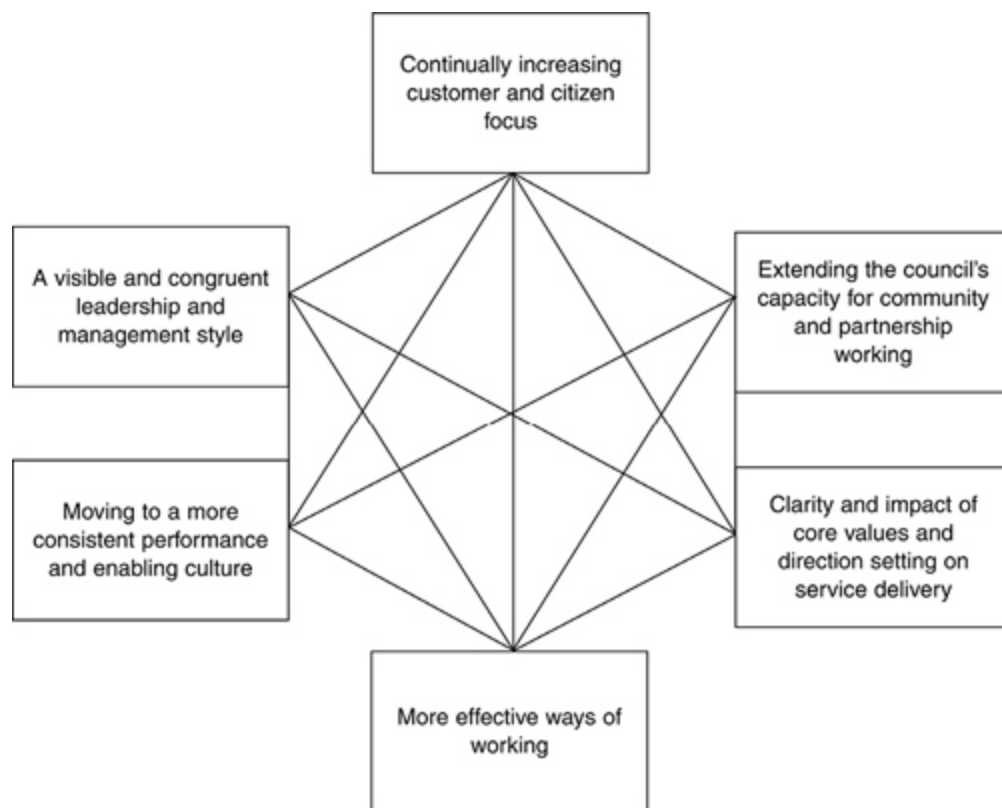 Continually increasing
customer and citizen
focus
A visible and congruent
leadership and
management style
Extending the council's
capacity for community
and partnership
working
Moving to a more
consistent performance
and enabling culture
Clarity and impact of
core values and
direction setting on
service delivery
More effective ways of
working